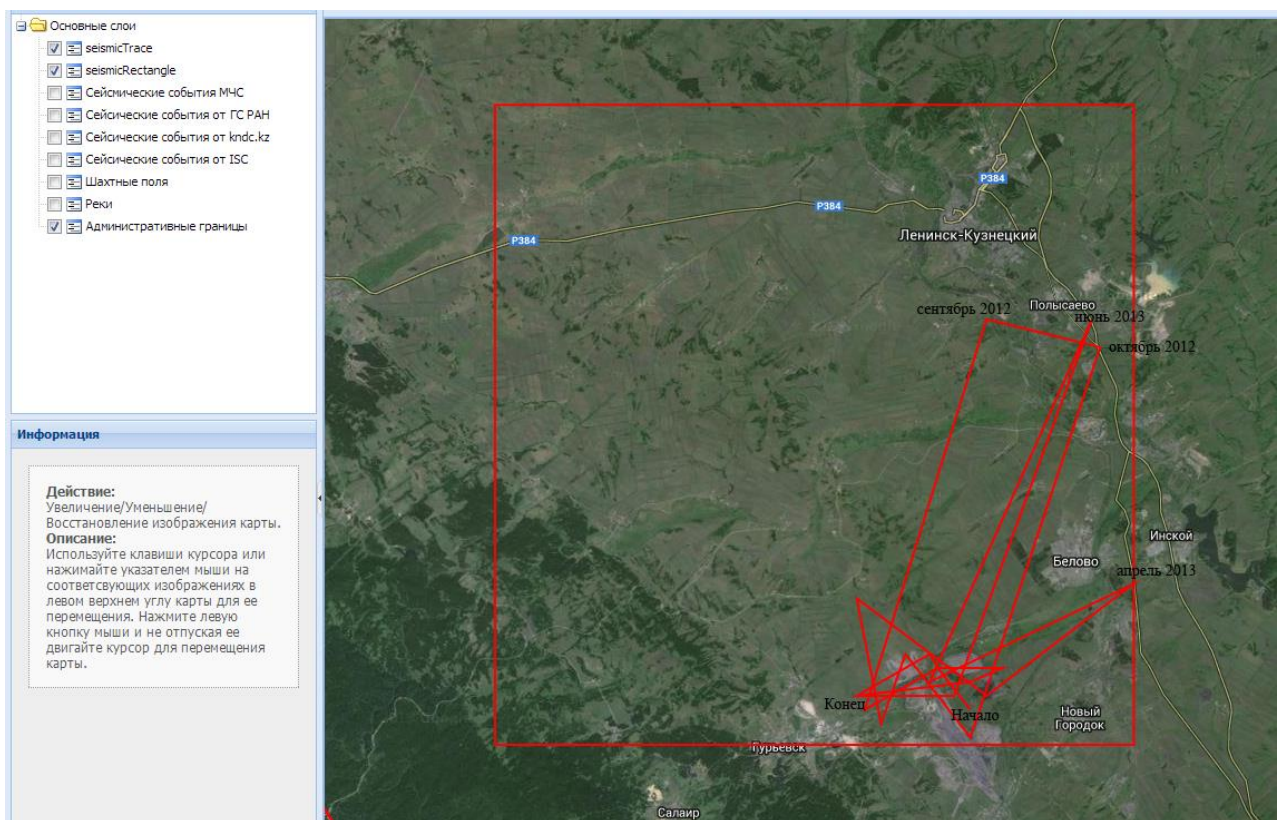 Основные слои
seismicTrace
seismicRectangle
Сейсмические события МЧС
Сейсические события от ГС РАН
Сейсические события от kndc.kz
Сейсические события от ISC
Шахтные поля
Реки
Административные границы
Информация
Действие:
Увеличение/Уменьшение/
Восстановление изображения карты.
Описание:
Используйте клавиши курсора или
нажимайте указателем мыши на
соответсвующих изображениях в
левом верхнем углу карты для ее
перемещения. Нажмите левую
кнопку мыши и не отпуская ее
двигайте курсор для перемещения
карты.
Р384
Р384
Р384
Ленинск-Кузнецкий
Полысаево
сентябрь 2012
июнь 2013
октябрь 2012
Инской
Белово
апрель 2013
Конец
Начало
Новый
Городок
Гурьевск
Салаир